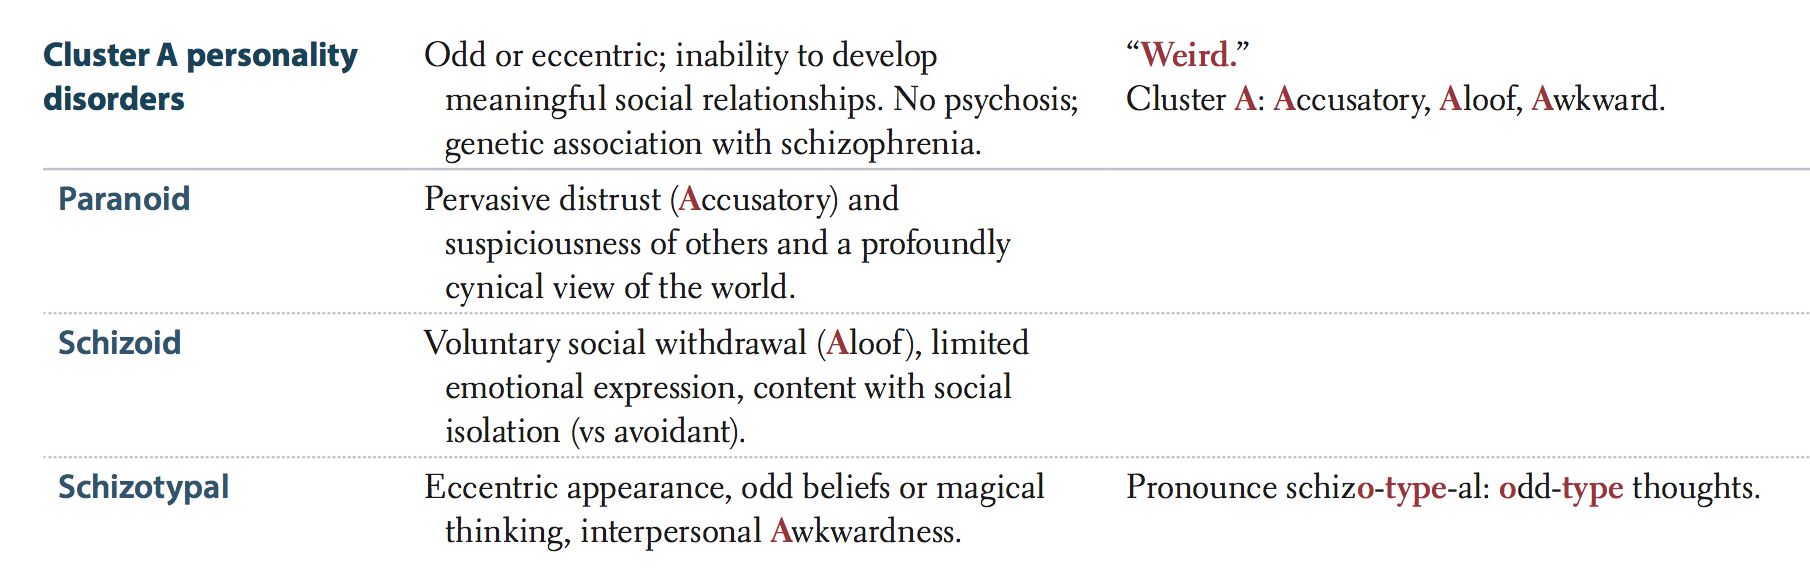 Cluster A personality
disorders
Odd or eccentric; inability to develop
meaningful social relationships. No psychosis;
genetic association with schizophrenia.
“Weird.”
Cluster A: Accusatory, Aloof, Awkward.
Paranoid
Pervasive distrust (Accusatory) and
suspiciousness of others and a profoundly
cynical view of the world.
Schizoid
Voluntary social withdrawal (Aloof), limited
emotional expression, content with social
isolation (vs avoidant).
Schizotypal
Eccentric appearance, odd beliefs or magical
thinking, interpersonal Awkwardness.
Pronounce schizo-type-al: odd-type thoughts.